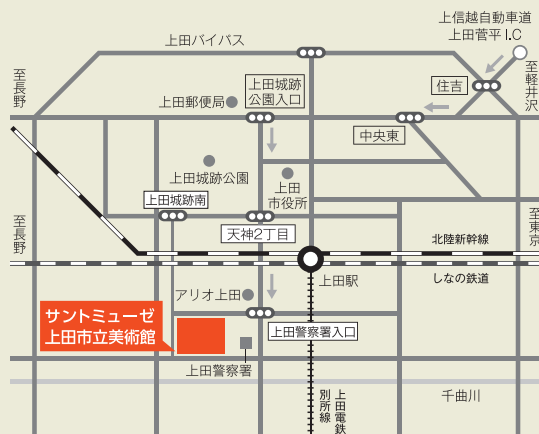 上信越自動車道
上田菅平 I.C
上田バイパス
至長野
上田城跡
公園入口
住吉
至軽井沢
上田郵便局
中央東
上田城跡公園
上田
市役所
上田城跡南
至長野
天神2丁目
至東京
北陸新幹線
しなの鉄道
アリオ上田
上田駅
サントミューゼ
上田市立美術館
上田警察署入口
上田警察署
上田電鉄
別所線
千曲川